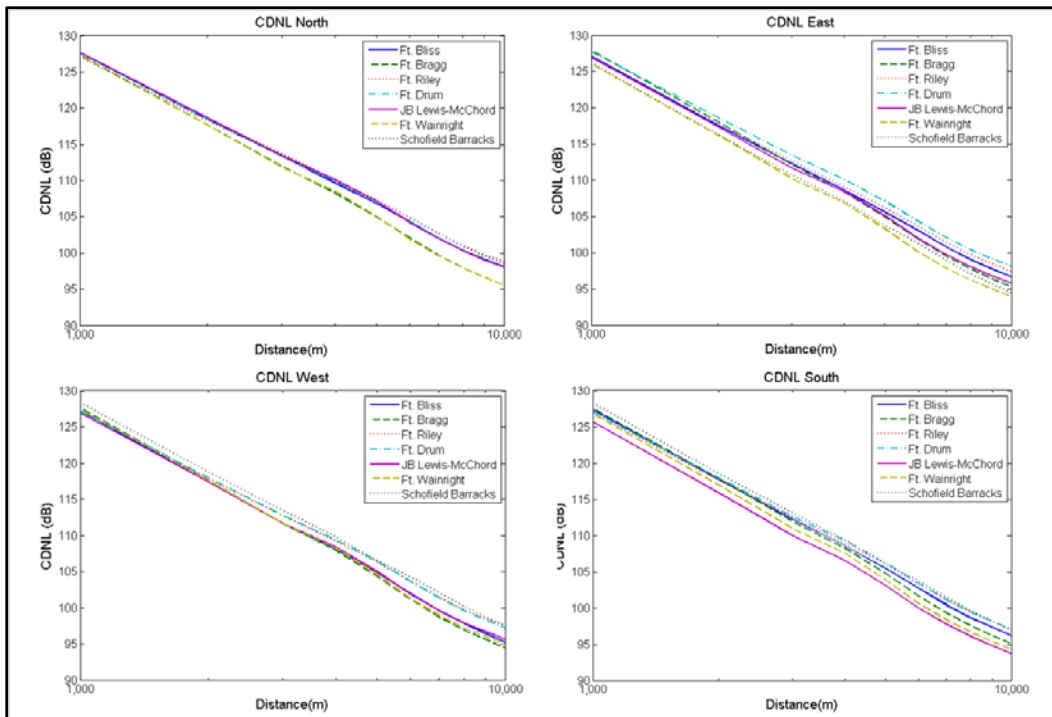 CDNL North
130
125
120
115
110
105
100
95
90
CDNL (dB)
Ft. Bliss
Ft. Bragg
Ft. Riley
Ft. Drum
JB Lewis-McChord
Ft. Wainright
Schofield Barracks
1,000
10,000
Distance(m)
CDNL East
130
125
120
115
110
105
100
95
90
CDNL (dB)
Ft. Bliss
Ft. Bragg
Ft. Riley
Ft. Drum
JB Lewis-McChord
Ft. Wainright
Schofield Barracks
1,000
10,000
Distance(m)
CDNL West
130
125
120
115
110
105
100
95
90
CDNL (dB)
Ft. Bliss
Ft. Bragg
Ft. Riley
Ft. Drum
JB Lewis-McChord
Ft. Wainright
Schofield Barracks
1,000
10,000
Distance(m)
CDNL South
130
125
120
115
110
105
100
95
90
CDNL (dB)
Ft. Bliss
Ft. Bragg
Ft. Riley
Ft. Drum
JB Lewis-McChord
Ft. Wainright
Schofield Barracks
1,000
10,000
Distance(m)